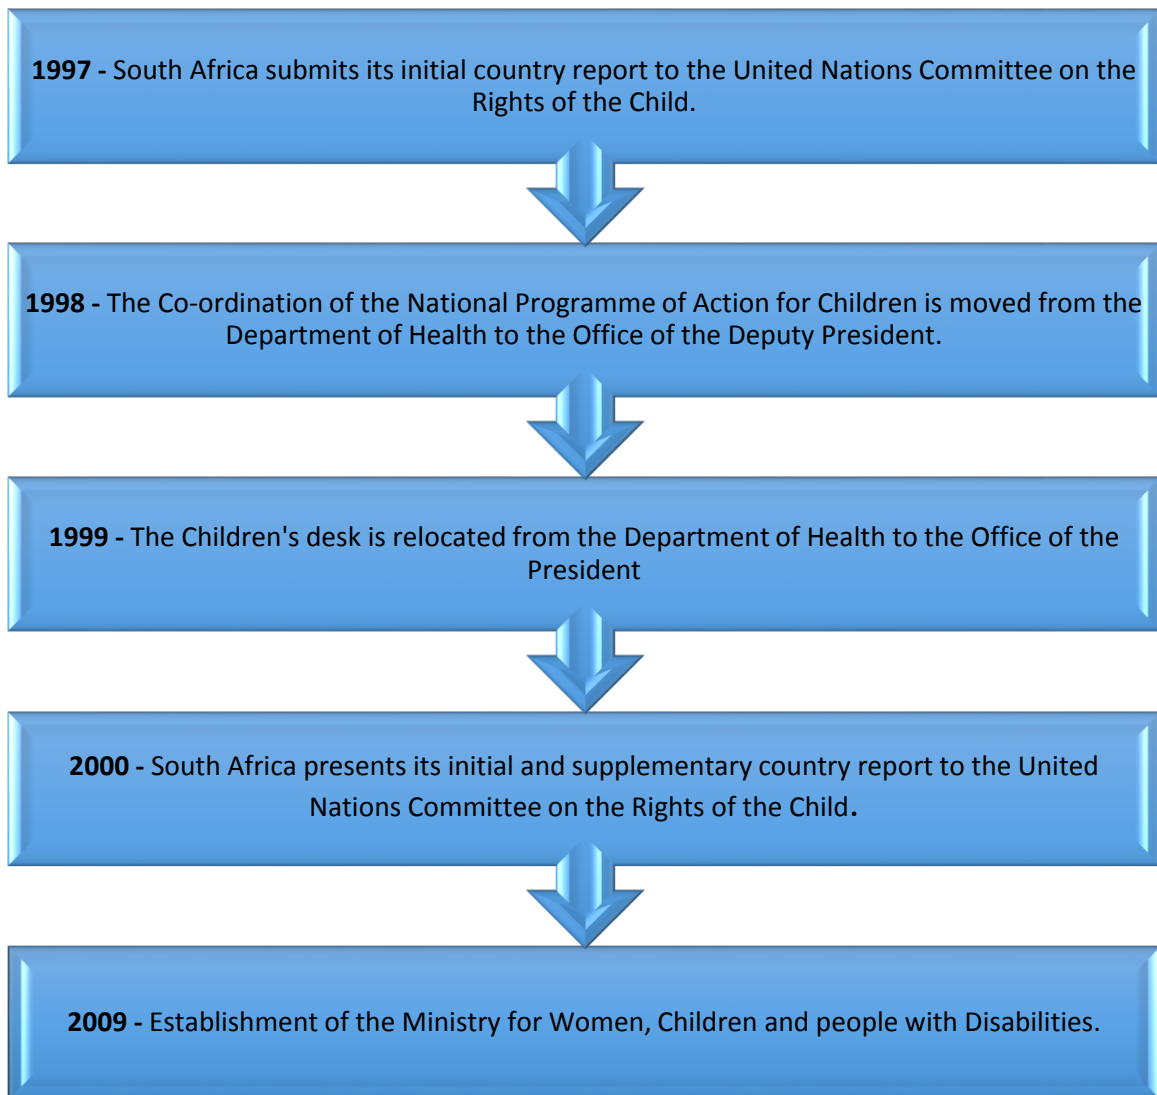 1997 - South Africa submits its initial country report to the United Nations Committee on the
Rights of the Child.
1998 - The Co-ordination of the National Programme of Action for Children is moved from the
Department of Health to the Office of the Deputy President.
1999 - The Children's desk is relocated from the Department of Health to the Office of the
President
2000 - South Africa presents its initial and supplementary country report to the United
Nations Committee on the Rights of the Child.
2009 - Establishment of the Ministry for Women, Children and people with Disabilities.